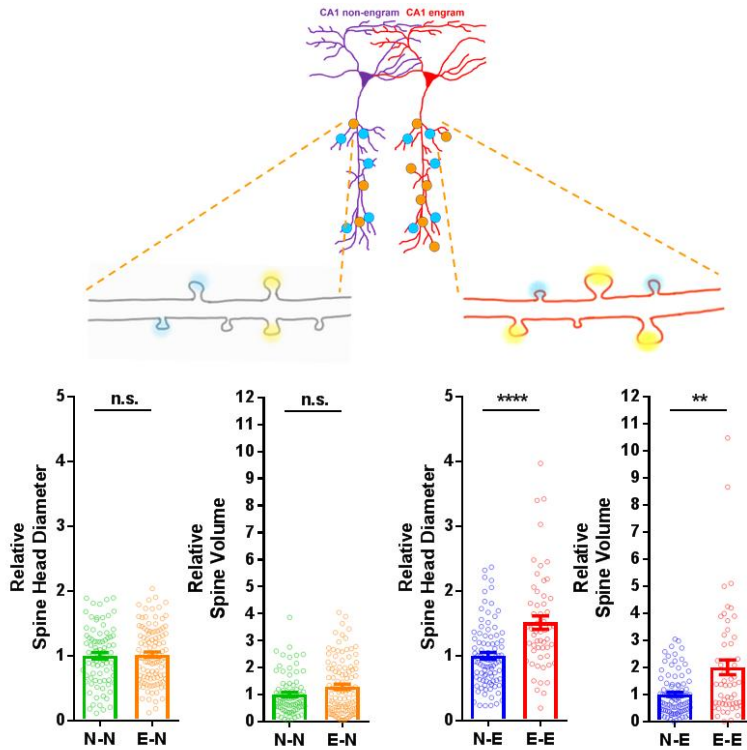 CA1 non-engram CA1 engram
n.s.
5
4
3
2
1
0
Relative
Spine Head Diameter
N-N E-N
n.s.
12
11
10
9
8
7
6
5
4
3
2
1
0
Relative
Spine Volume
N-N E-N
****
5
4
3
2
1
0
Relative
Spine Head Diameter
N-E E-E
**
12
11
10
9
8
7
6
5
4
3
2
1
0
Relative
Spine Volume
N-E E-E